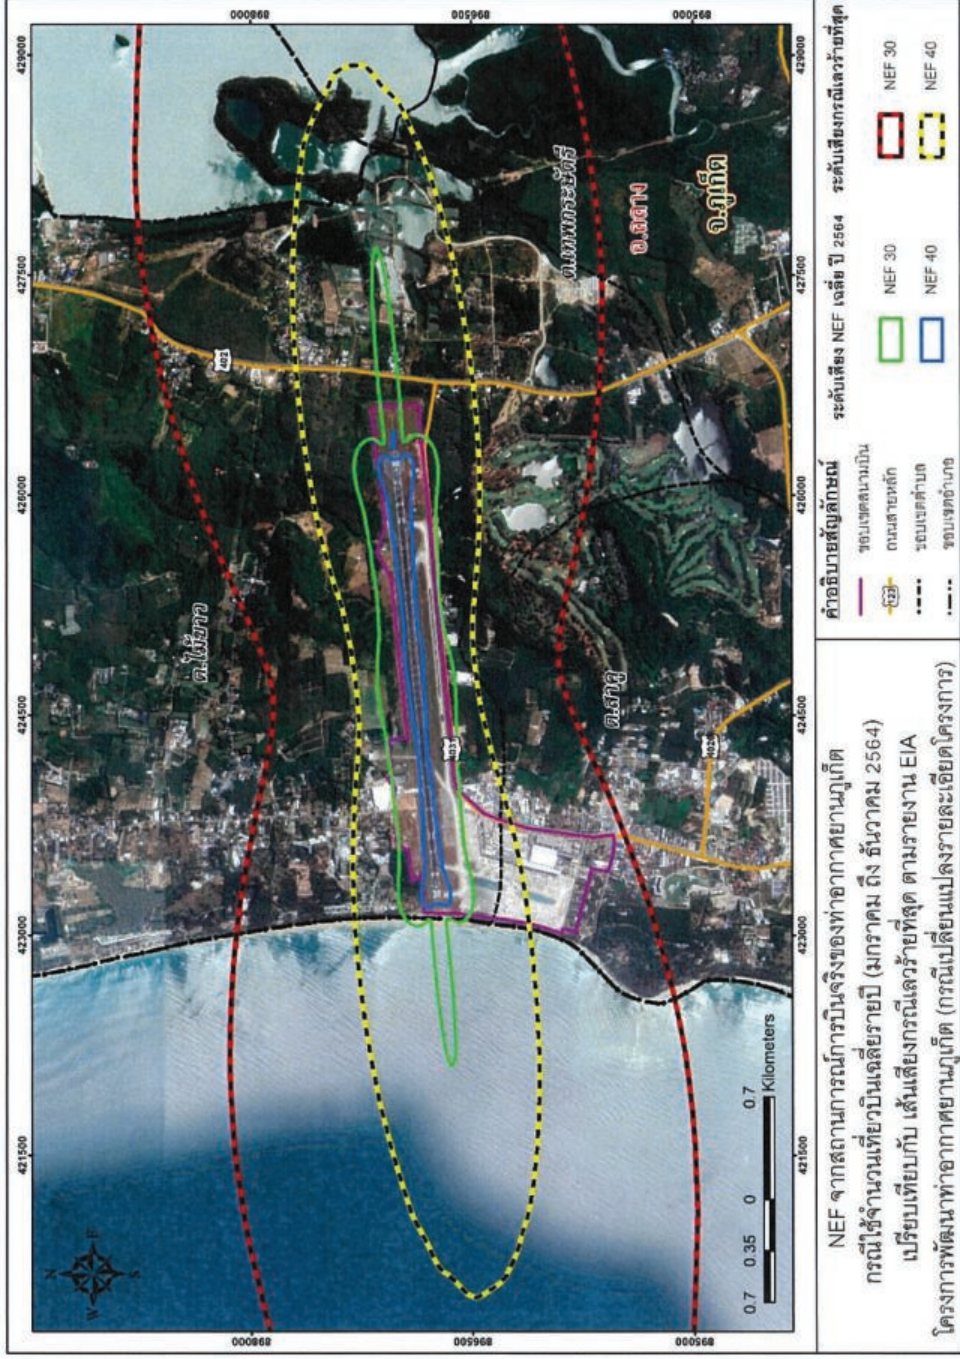 429000
427500
426000
424500
423000
421500
898000
896500
895000
N
E
S
W
402
4031
4026
ต.ไม้ขาว
ต.สาคู
ต.เทพกระษัตรี
อ.ถลาง
จ.ภูเก็ต
0.7 0.35 0 0.7
Kilometers
429000
427500
426000
424500
423000
421500
898000
896500
895000
NEF จากสถานการณ์การบินจริงของท่าอากาศยานภูเก็ต
กรณีใช้จำนวนเที่ยวบินเฉลี่ยรายปี (มกราคม ถึง ธันวาคม 2564)
เปรียบเทียบกับ เส้นเสียงกรณีเลวร้ายที่สุด ตามรายงาน EIA
โครงการพัฒนาท่าอากาศยานภูเก็ต (กรณีเปลี่ยนแปลงรายละเอียดโครงการ)
คำอธิบายสัญลักษณ์
ขอบเขตสนามบิน
123 ถนนสายหลัก
ขอบเขตตำบล
ขอบเขตอำเภอ
ระดับเสียง NEF เฉลี่ย ปี 2564
NEF 30
NEF 40
ระดับเสียงกรณีเลวร้ายที่สุด
NEF 30
NEF 40